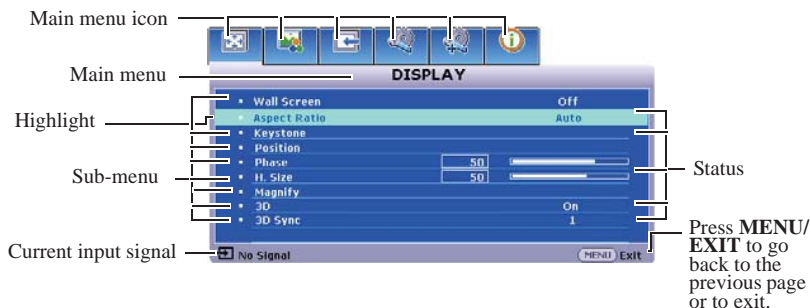 Main menu icon
Main menu
DISPLAY
Wall Screen Off
Highlight
Aspect Ratio Auto
Keystone
Position
Phase 50
Sub-menu
H. Size 50
Status
Magnify
3D On
3D Sync 1
Current input signal
No Signal
MENU Exit
Press MENU/
EXIT to go
back to the
previous page
or to exit.